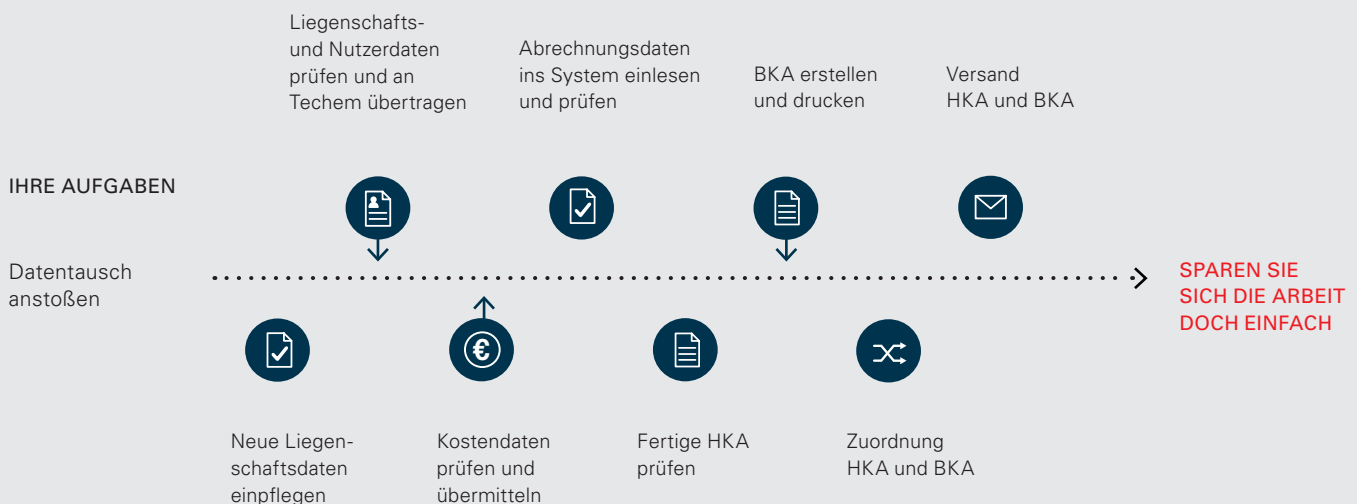 Liegenschafts-
und Nutzerdaten
prüfen und an
Techem übertragen
Abrechnungsdaten
ins System einlesen
und prüfen
BKA erstellen
und drucken
Versand
HKA und BKA
IHRE AUFGABEN
Datentausch
anstoßen
SPAREN SIE
SICH DIE ARBEIT
DOCH EINFACH
€
Neue Liegen-
schaftsdaten
einpflegen
Kostendaten
prüfen und
übermitteln
Fertige HKA
prüfen
Zuordnung
HKA und BKA